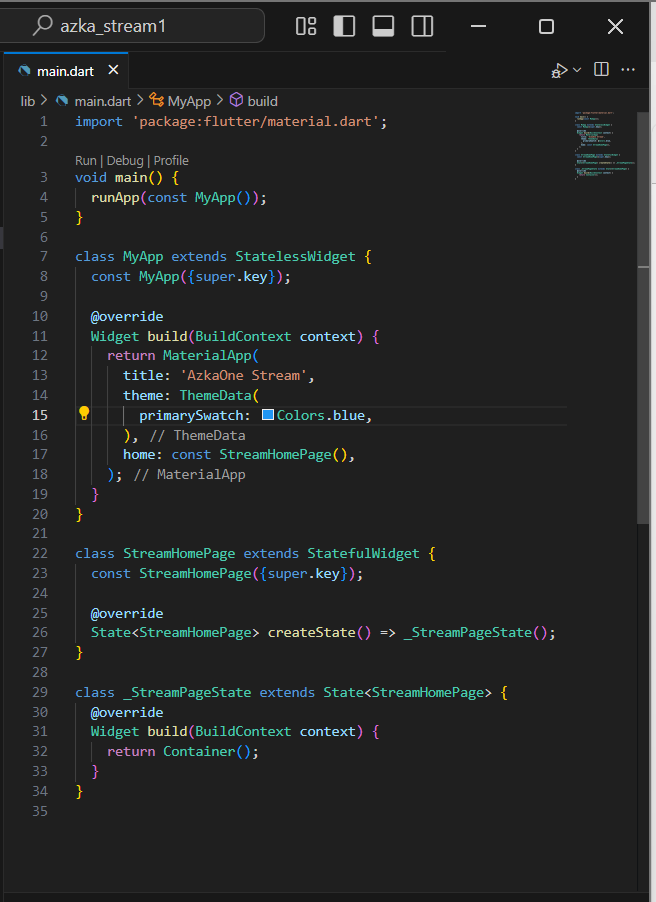 azka_stream1
main.dart
lib > main.dart > MyApp > build
1 import 'package:flutter/material.dart';
2
Run | Debug | Profile
3 void main() {
4 runApp(const MyApp());
5 }
6
7 class MyApp extends StatelessWidget {
8 const MyApp({super.key});
9
10 @override
11 Widget build(BuildContext context) {
12 return MaterialApp(
13 title: 'AzkaOne Stream',
14 theme: ThemeData(
15 primarySwatch: Colors.blue,
16 ), // ThemeData
17 home: const StreamHomePage(),
18 ); // MaterialApp
19 }
20 }
21
22 class StreamHomePage extends StatefulWidget {
23 const StreamHomePage({super.key});
24
25 @override
26 State<StreamHomePage> createState() => _StreamPageState();
27 }
28
29 class _StreamPageState extends State<StreamHomePage> {
30 @override
31 Widget build(BuildContext context) {
32 return Container();
33 }
34 }
35